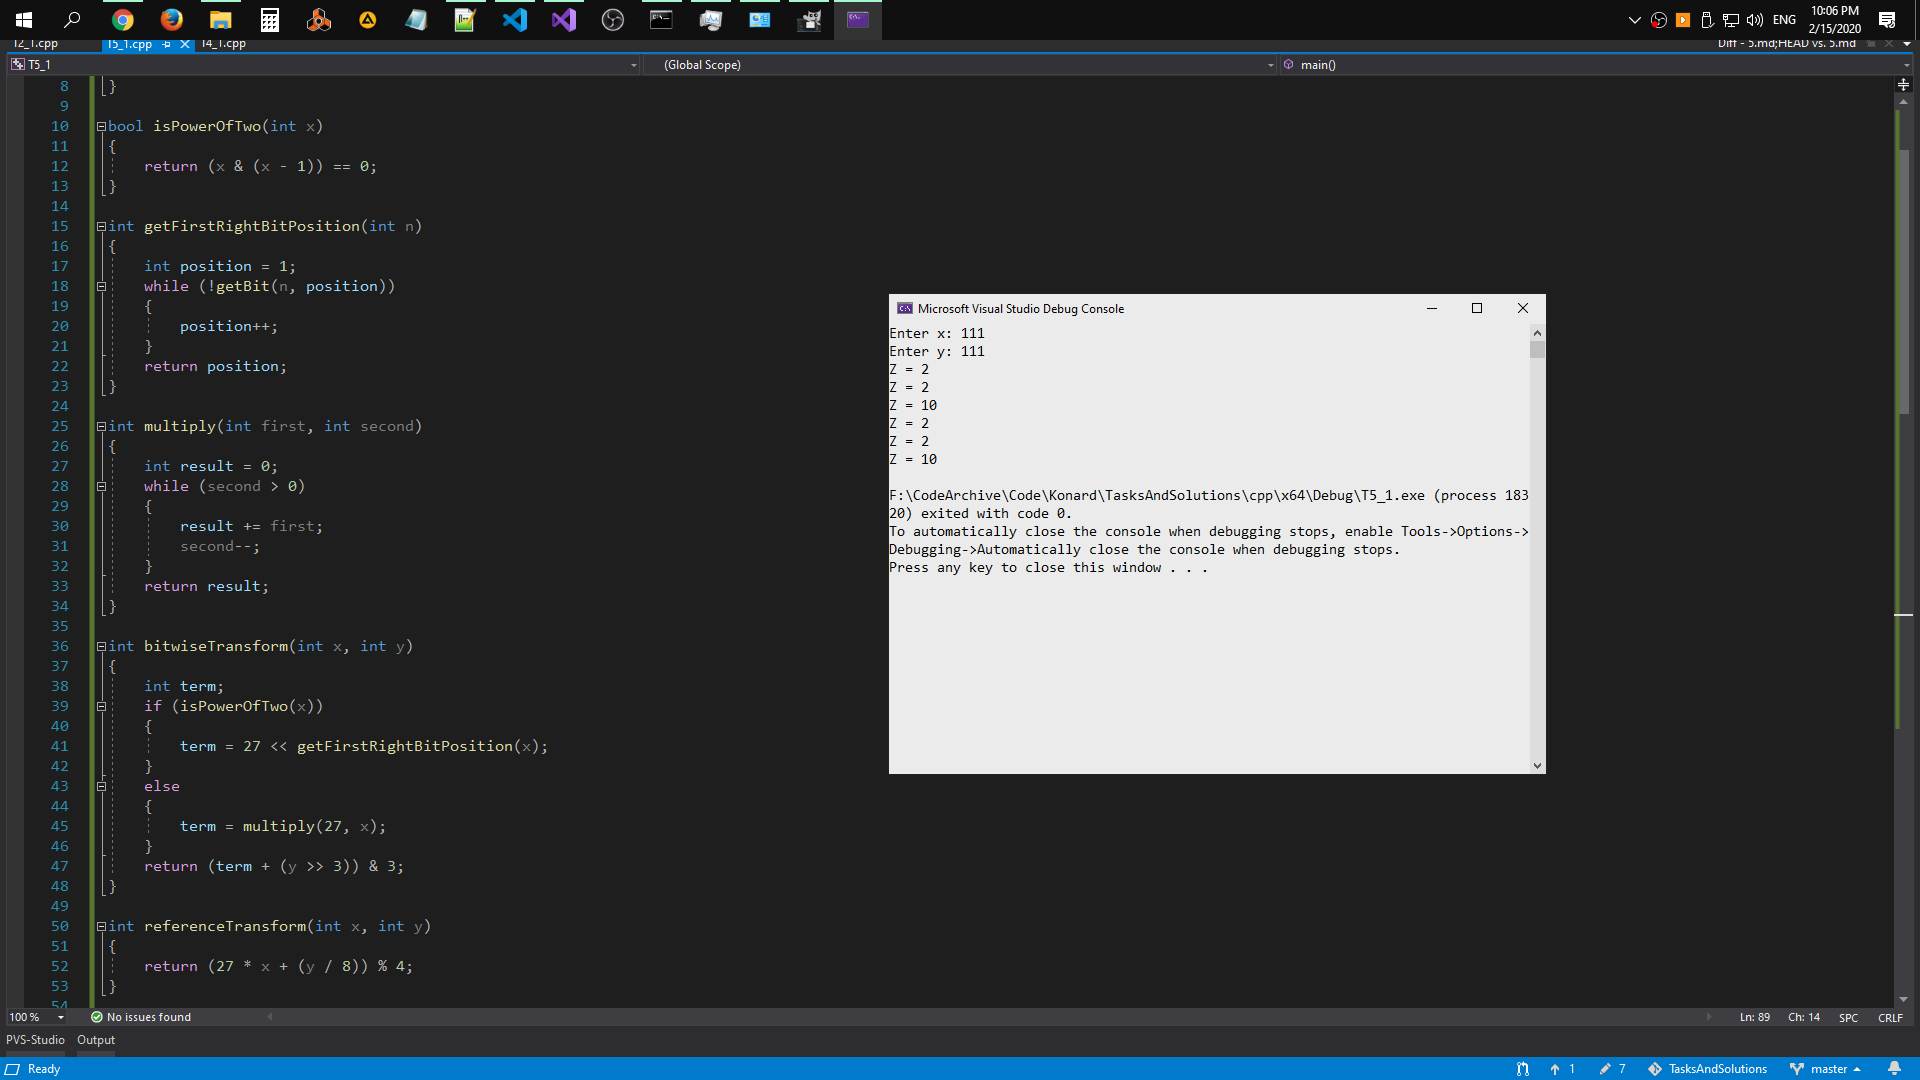 ENG
10:06 PM
2/15/2020
T2_1.cpp
T5_1.cpp
T4_1.cpp
Diff - 5.md;HEAD vs. 5.md
T5_1
(Global Scope)
main()
8 }
9
10 bool isPowerOfTwo(int x)
11 {
12 return (x & (x - 1)) == 0;
13 }
14
15 int getFirstRightBitPosition(int n)
16 {
17 int position = 1;
18 while (!getBit(n, position))
19 {
20 position++;
21 }
22 return position;
23 }
24
25 int multiply(int first, int second)
26 {
27 int result = 0;
28 while (second > 0)
29 {
30 result += first;
31 second--;
32 }
33 return result;
34 }
35
36 int bitwiseTransform(int x, int y)
37 {
38 int term;
39 if (isPowerOfTwo(x))
40 {
41 term = 27 << getFirstRightBitPosition(x);
42 }
43 else
44 {
45 term = multiply(27, x);
46 }
47 return (term + (y >> 3)) & 3;
48 }
49
50 int referenceTransform(int x, int y)
51 {
52 return (27 * x + (y / 8)) % 4;
53 }
54
Microsoft Visual Studio Debug Console
Enter x: 111
Enter y: 111
Z = 2
Z = 2
Z = 10
Z = 2
Z = 2
Z = 10
F:\CodeArchive\Code\Konard\TasksAndSolutions\cpp\x64\Debug\T5_1.exe (process 183
20) exited with code 0.
To automatically close the console when debugging stops, enable Tools->Options->
Debugging->Automatically close the console when debugging stops.
Press any key to close this window . . .
100 %
No issues found
Ln: 89
Ch: 14
SPC
CRLF
PVS-Studio
Output
Ready
1
7
TasksAndSolutions
master